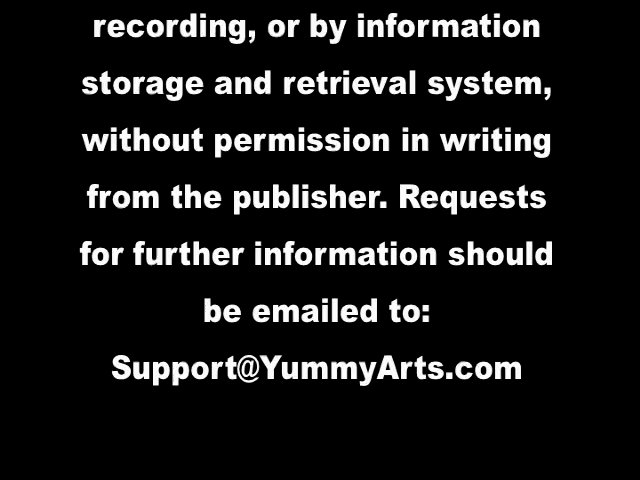 recording, or by information
storage and retrieval system,
without permission in writing
from the publisher. Requests
for further information should
be emailed to:
Support@YummyArts.com